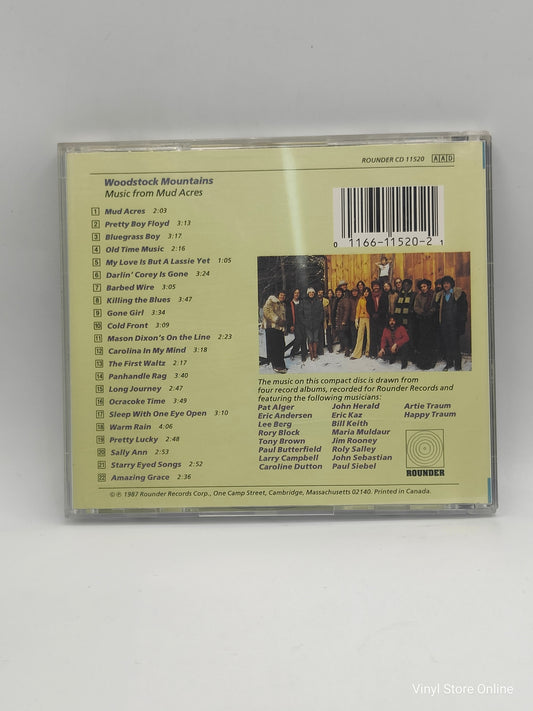 ROUNDER CD 11520 A A D
Woodstock Mountains
Music from Mud Acres
1 Mud Acres 2:03
2 Pretty Boy Floyd 3:13
3 Bluegrass Boy 3:17
4 Old Time Music 2:16
5 My Love Is But A Lassie Yet 1:05
6 Darlin' Corey Is Gone 3:24
7 Barbed Wire 3:05
8 Killing the Blues 3:47
9 Gone Girl 3:34
10 Cold Front 3:09
11 Mason Dixon's On the Line 2:23
12 Carolina In My Mind 3:18
13 The First Waltz 2:17
14 Panhandle Rag 3:40
15 Long Journey 2:47
16 Ocracoke Time 3:49
17 Sleep With One Eye Open 3:10
18 Warm Rain 4:06
19 Pretty Lucky 2:48
20 Sally Ann 2:53
21 Starry Eyed Songs 2:52
22 Amazing Grace 2:36
0 1166-11520-2 1
The music on this compact disc is drawn from
four record albums, recorded for Rounder Records and
featuring the following musicians:
Pat Alger
Eric Andersen
Lee Berg
Rory Block
Tony Brown
Paul Butterfield
Larry Campbell
Caroline Dutton
John Herald
Eric Kaz
Bill Keith
Maria Muldaur
Jim Rooney
Roly Salley
John Sebastian
Paul Siebel
Artie Traum
Happy Traum
ROUNDER
© ℗ 1987 Rounder Records Corp., One Camp Street, Cambridge, Massachusetts 02140. Printed in Canada.
Vinyl Store Online